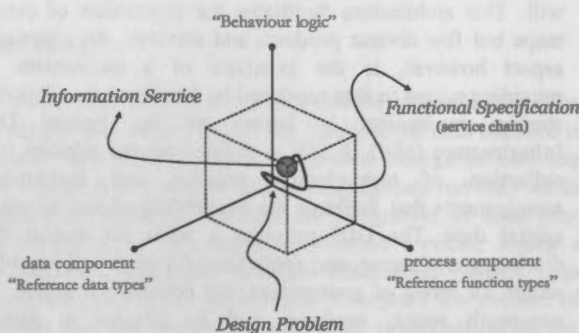 “Behaviour logic”
Information Service
Functional Specification
(service chain)
data component
“Reference data types”
process component
“Reference function types”
Design Problem